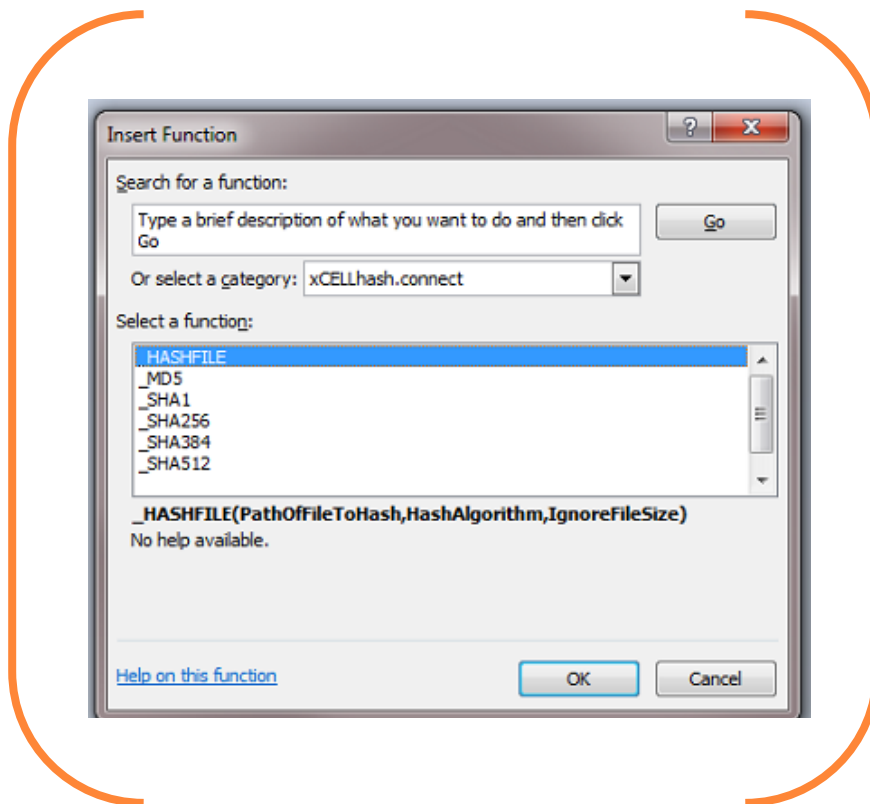 Insert Function
?
X
Search for a function:
Type a brief description of what you want to do and then click
Go
Go
Or select a category: xCELLhash.connect
Select a function:
_HASHFILE
_MD5
_SHA1
_SHA256
_SHA384
_SHA512
_HASHFILE(PathOfFileToHash,HashAlgorithm,IgnoreFileSize)
No help available.
Help on this function
OK
Cancel